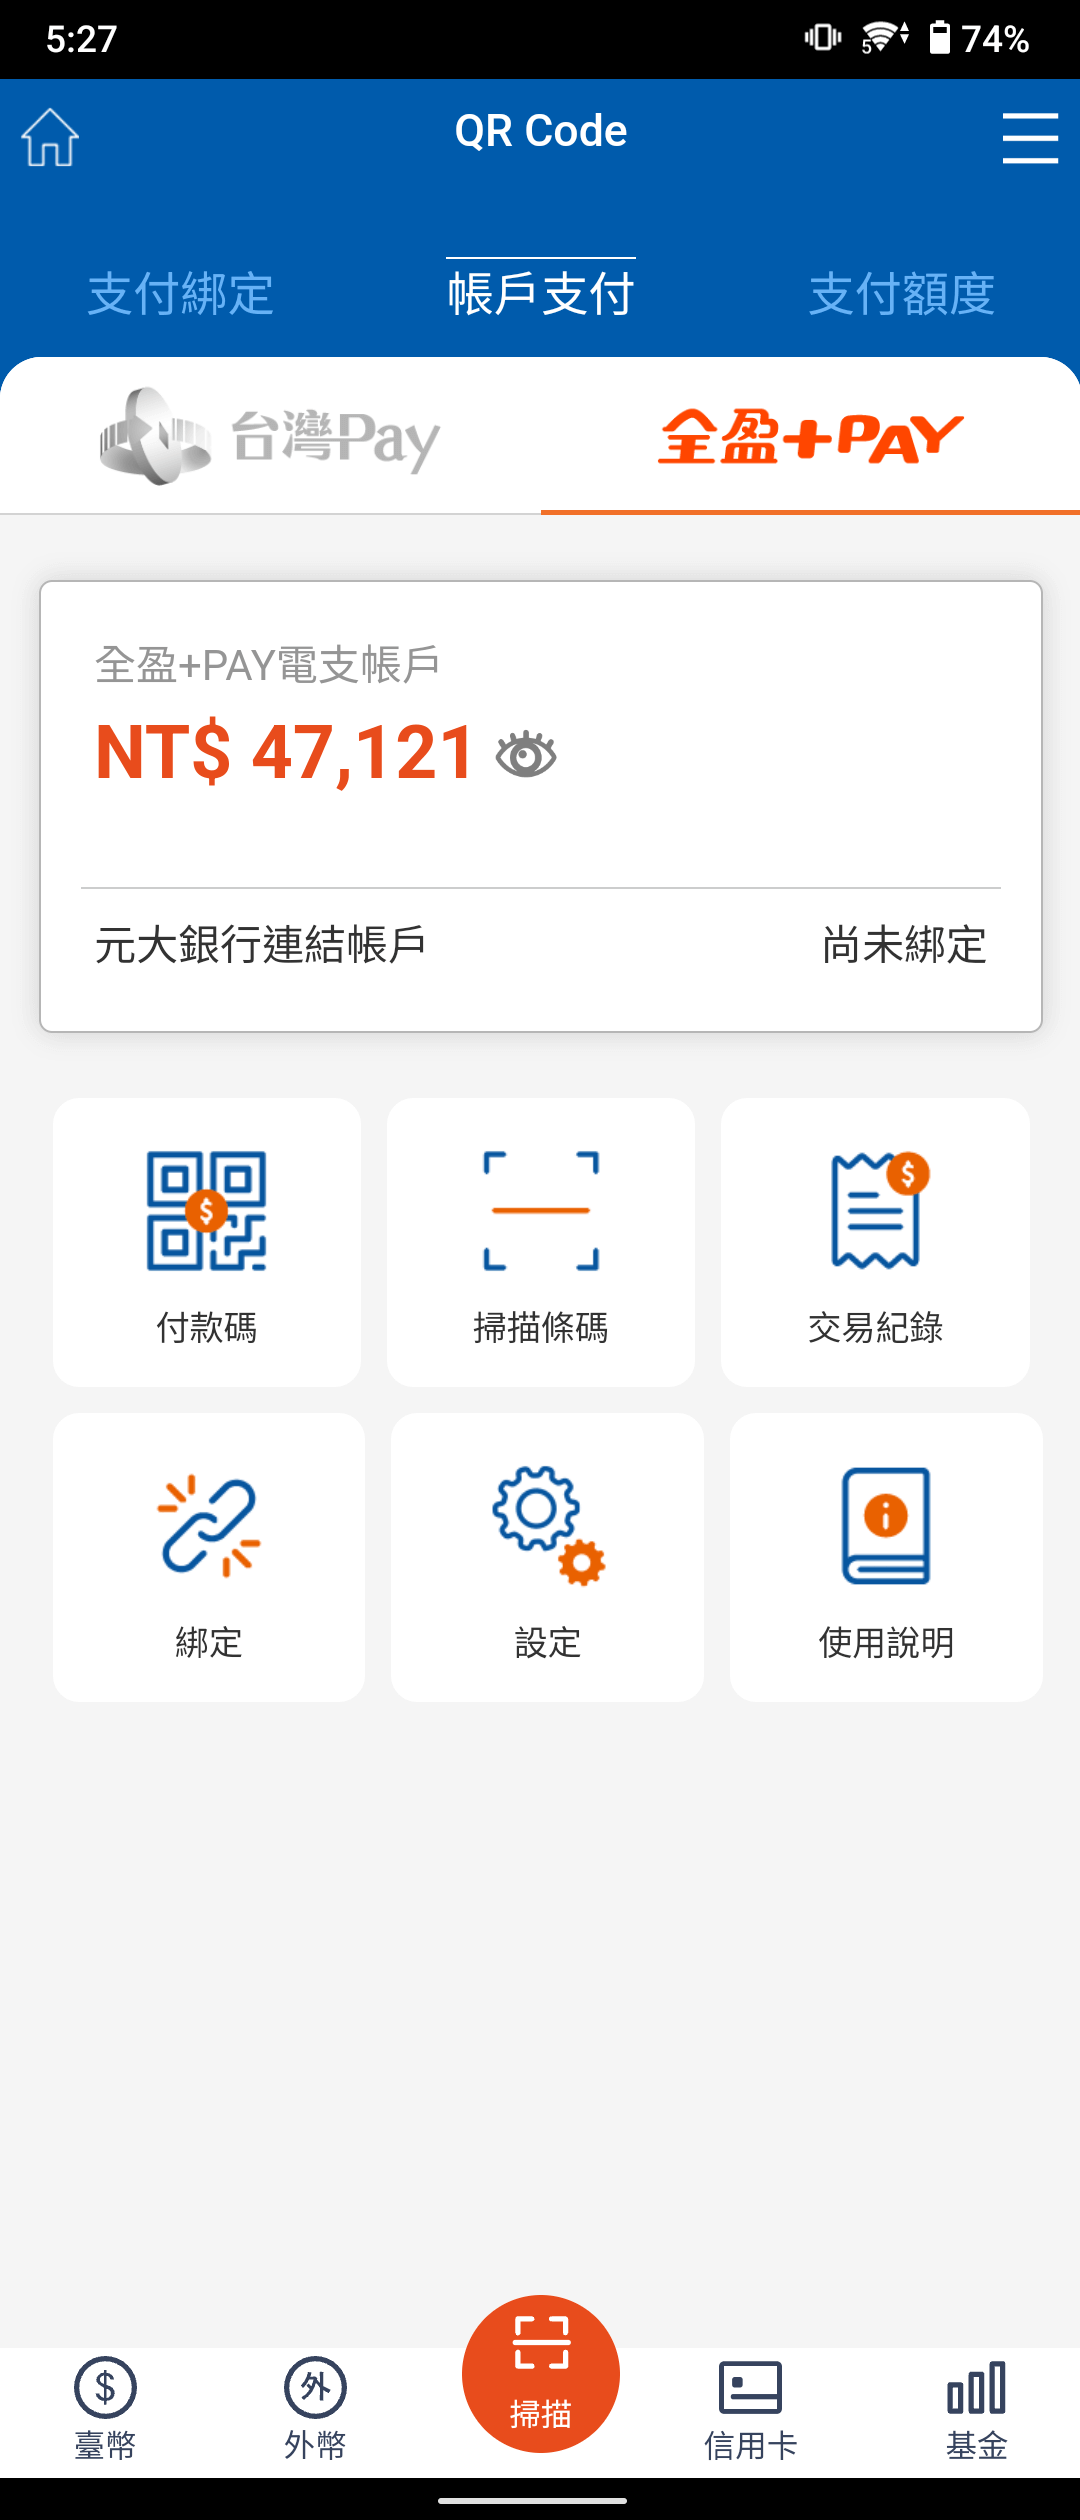 5:27
5
74%
QR Code
支付綁定
帳戶支付
支付額度
台灣Pay
全盈+PAY
全盈+PAY電支帳戶
NT$ 47,121
元大銀行連結帳戶
尚未綁定
$
$
付款碼
掃描條碼
交易紀錄
綁定
設定
使用說明
$
外
臺幣
外幣
掃描
信用卡
基金